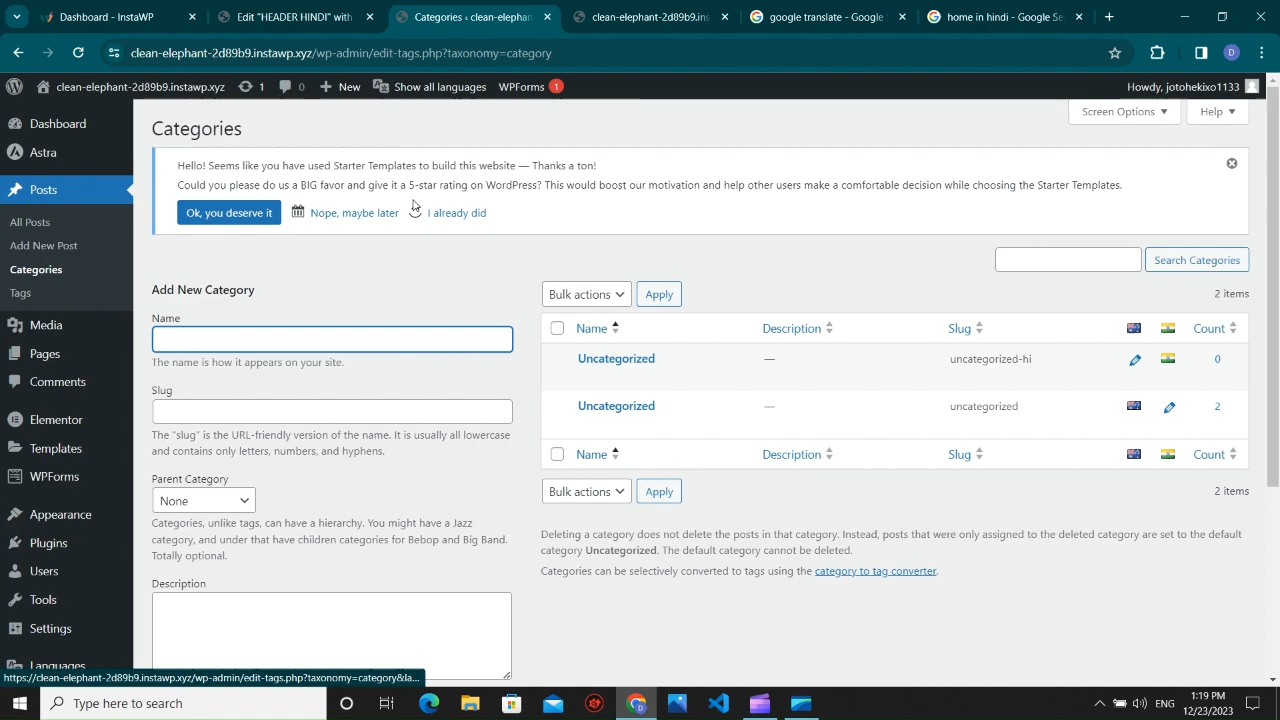 Dashboard - InstaWP
Edit "HEADER HINDI" with
Categories ‹ clean-elephan
clean-elephant-2d89b9.inst
google translate - Google
home in hindi - Google Se
clean-elephant-2d89b9.instawp.xyz/wp-admin/edit-tags.php?taxonomy=category
D
clean-elephant-2d89b9.instawp.xyz
1
0
New
Show all languages
WPForms
1
Howdy, jotohekixo1133
Screen Options
Help
Dashboard
Astra
Posts
All Posts
Add New Post
Categories
Tags
Media
Pages
Comments
Elementor
Templates
WPForms
Appearance
Plugins
Users
Tools
Settings
Languages
Categories
Hello! Seems like you have used Starter Templates to build this website — Thanks a ton!
Could you please do us a BIG favor and give it a 5-star rating on WordPress? This would boost our motivation and help other users make a comfortable decision while choosing the Starter Templates.
Ok, you deserve it
Nope, maybe later
I already did
Search Categories
Add New Category
Name
The name is how it appears on your site.
Slug
The "slug" is the URL-friendly version of the name. It is usually all lowercase
and contains only letters, numbers, and hyphens.
Parent Category
None
Categories, unlike tags, can have a hierarchy. You might have a Jazz
category, and under that have children categories for Bebop and Big Band.
Totally optional.
Description
Bulk actions
Apply
2 items
Name
Description
Slug
Count
Uncategorized
—
uncategorized-hi
0
Uncategorized
—
uncategorized
2
Name
Description
Slug
Count
Bulk actions
Apply
2 items
Deleting a category does not delete the posts in that category. Instead, posts that were only assigned to the deleted category are set to the default
category Uncategorized. The default category cannot be deleted.
Categories can be selectively converted to tags using the category to tag converter.
https://clean-elephant-2d89b9.instawp.xyz/wp-admin/edit-tags.php?taxonomy=category&la...
Type here to search
ENG
1:19 PM
12/23/2023